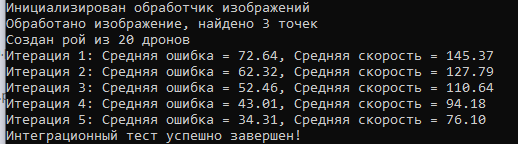 Инициализирован обработчик изображений
Обработано изображение, найдено 3 точек
Создан рой из 20 дронов
Итерация 1: Средняя ошибка = 72.64, Средняя скорость = 145.37
Итерация 2: Средняя ошибка = 62.32, Средняя скорость = 127.79
Итерация 3: Средняя ошибка = 52.46, Средняя скорость = 110.64
Итерация 4: Средняя ошибка = 43.01, Средняя скорость = 94.18
Итерация 5: Средняя ошибка = 34.31, Средняя скорость = 76.10
Интеграционный тест успешно завершен!